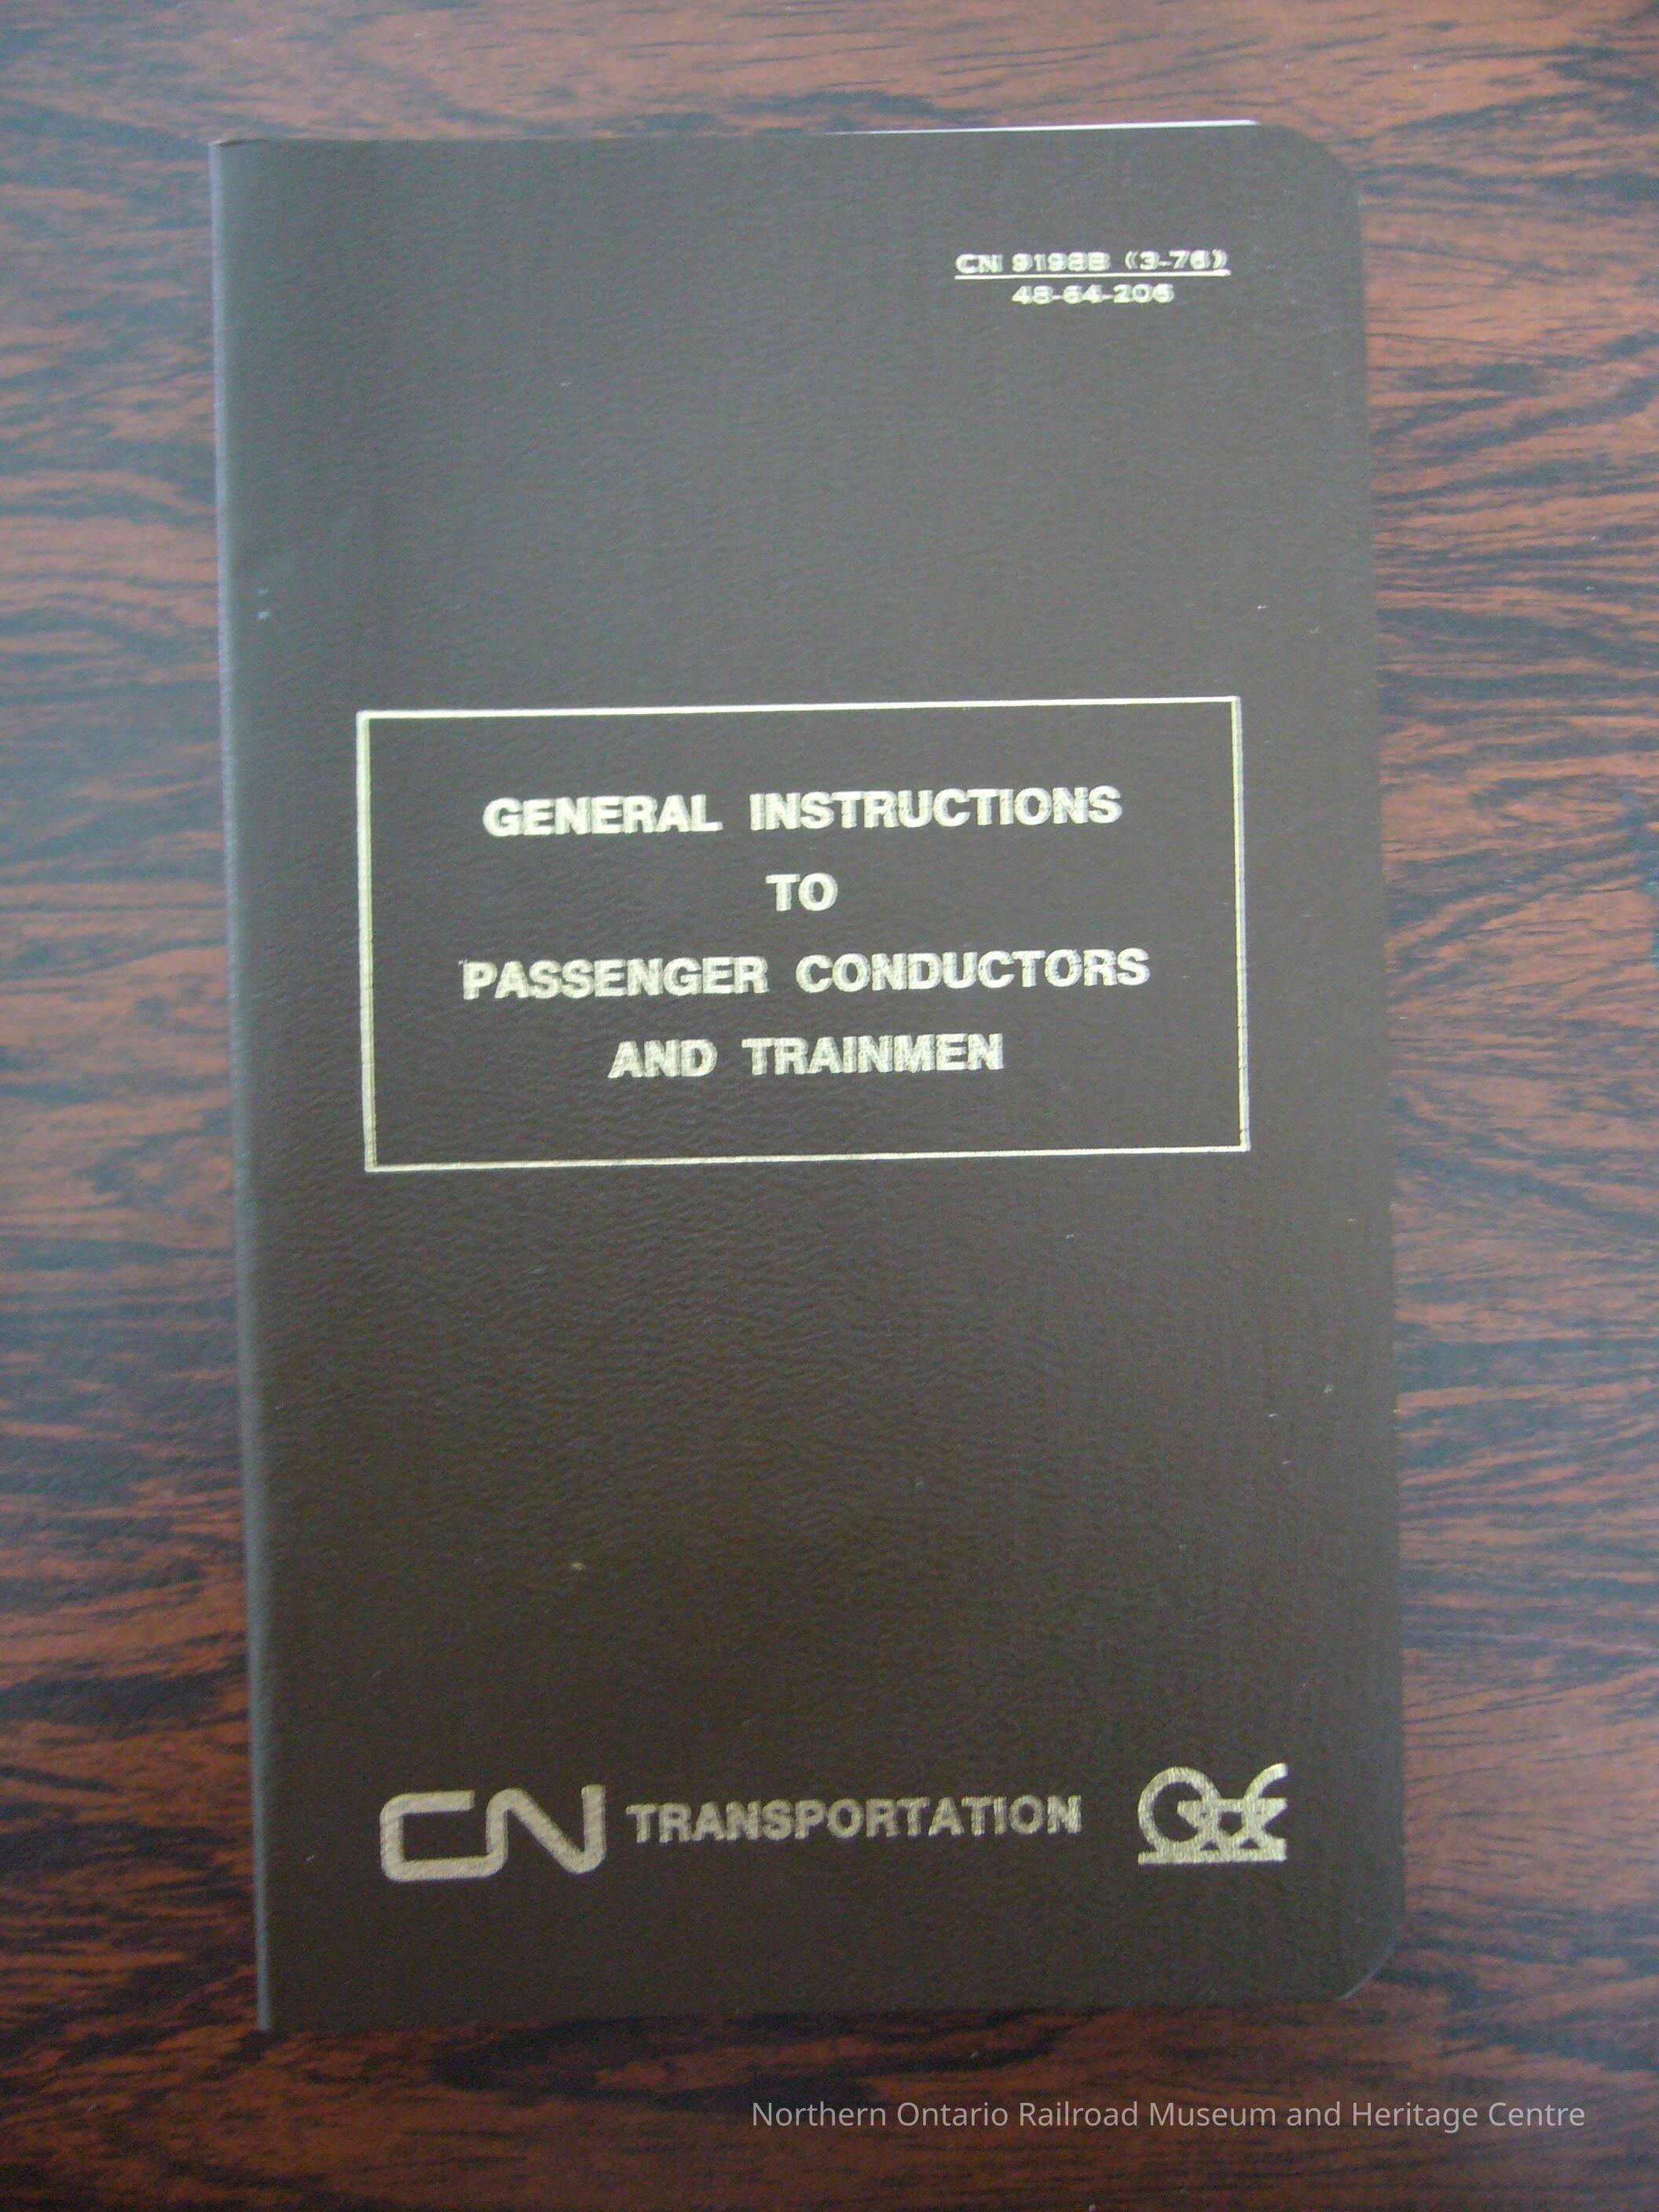 CN 9198B (3-76)
48-64-206
GENERAL INSTRUCTIONS
TO
PASSENGER CONDUCTORS
AND TRAINMEN
CN TRANSPORTATION
Northern Ontario Railroad Museum and Heritage Centre